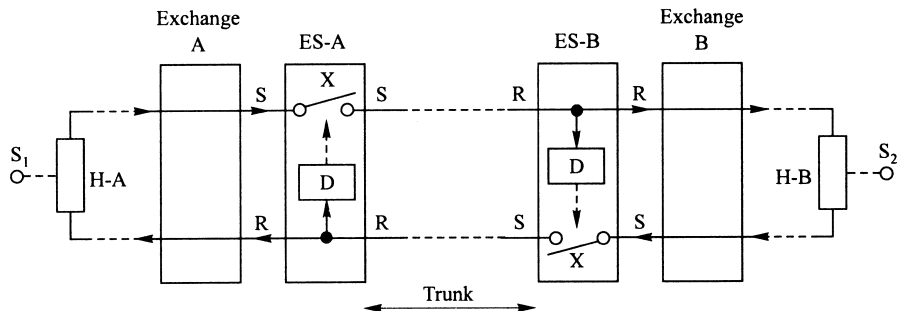 Exchange
A
ES-A
ES-B
Exchange
B
X
S
S
R
R
S₁
H-A
D
D
H-B
S₂
R
R
S
S
X
Trunk